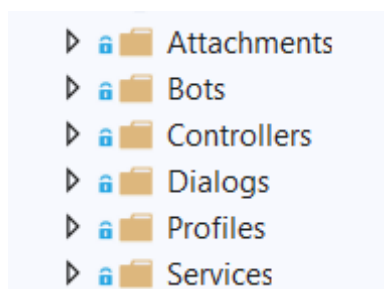 Attachments
Bots
Controllers
Dialogs
Profiles
Services